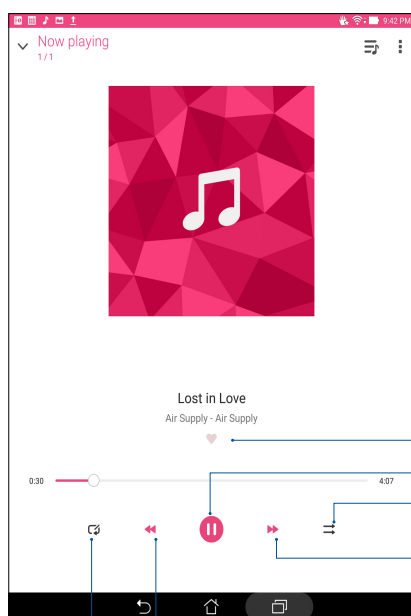 9:42 PM
Now playing
1 / 1
Lost in Love
Air Supply - Air Supply
0:30
4:07